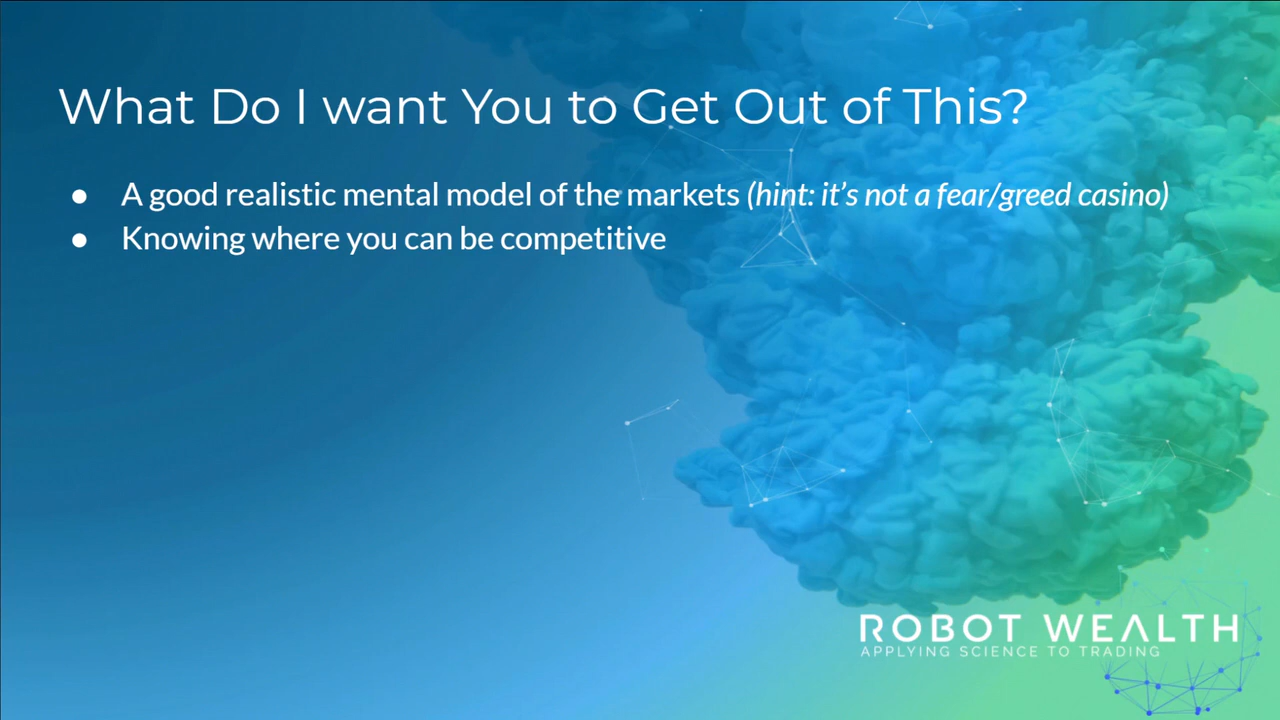 What Do I want You to Get Out of This?
● A good realistic mental model of the markets (hint: it’s not a fear/greed casino)
● Knowing where you can be competitive
ROBOT WEALTH
APPLYING SCIENCE TO TRADING